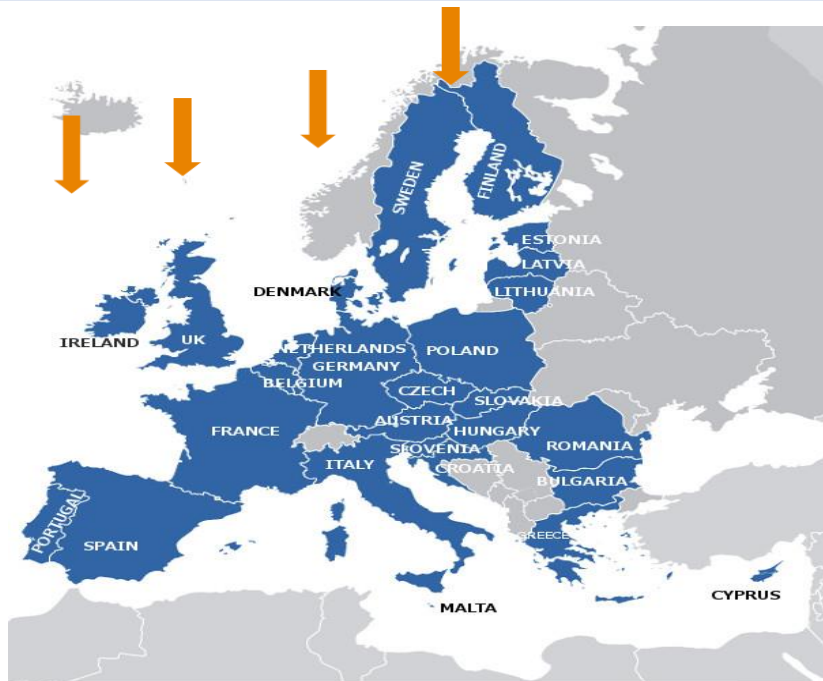 SWEDEN
FINLAND
ESTONIA
LATVIA
LITHUANIA
DENMARK
IRELAND
UK
NETHERLANDS
POLAND
GERMANY
BELGIUM
CZECH
SLOVAKIA
AUSTRIA
HUNGARY
FRANCE
ROMANIA
SLOVENIA
ITALY
CROATIA
BULGARIA
PORTUGAL
SPAIN
GREECE
CYPRUS
MALTA